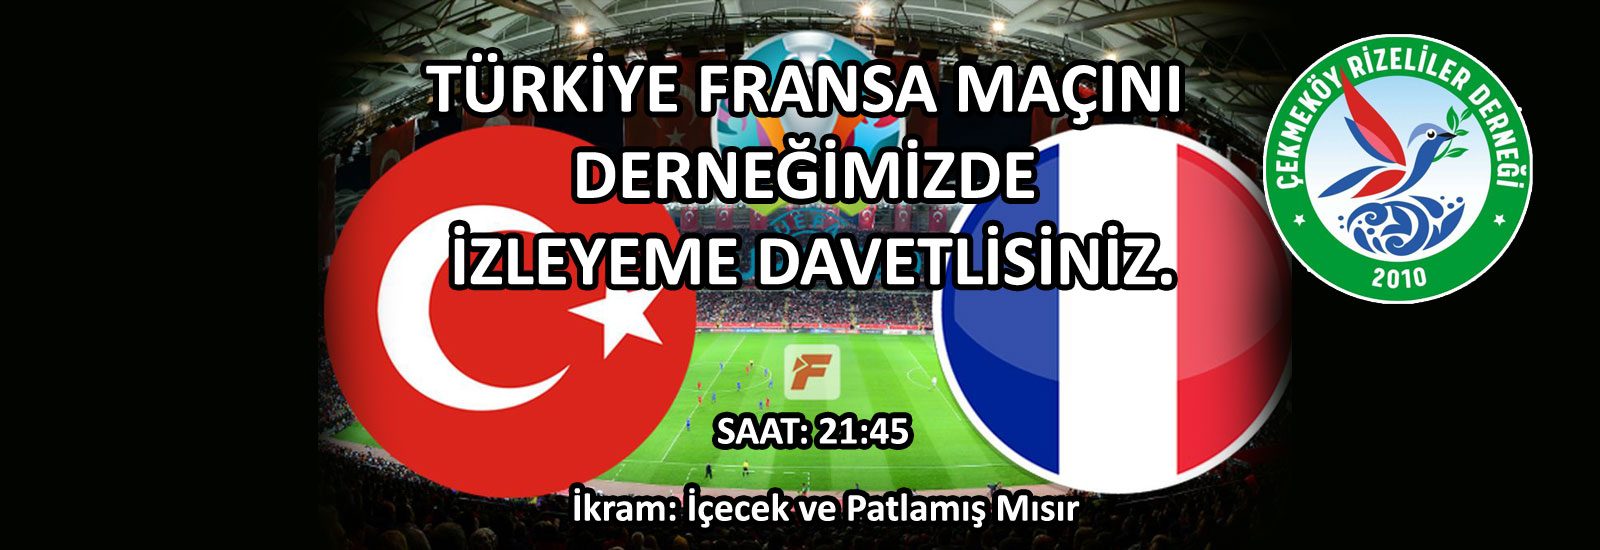 TÜRKİYE FRANSA MAÇINI
DERNEĞİMİZDE
İZLEYEME DAVETLİSİNİZ.
SAAT: 21:45
İkram: İçecek ve Patlamış Mısır
ÇEKMEKÖY RİZELİLER DERNEĞİ
2010
UEFA
F